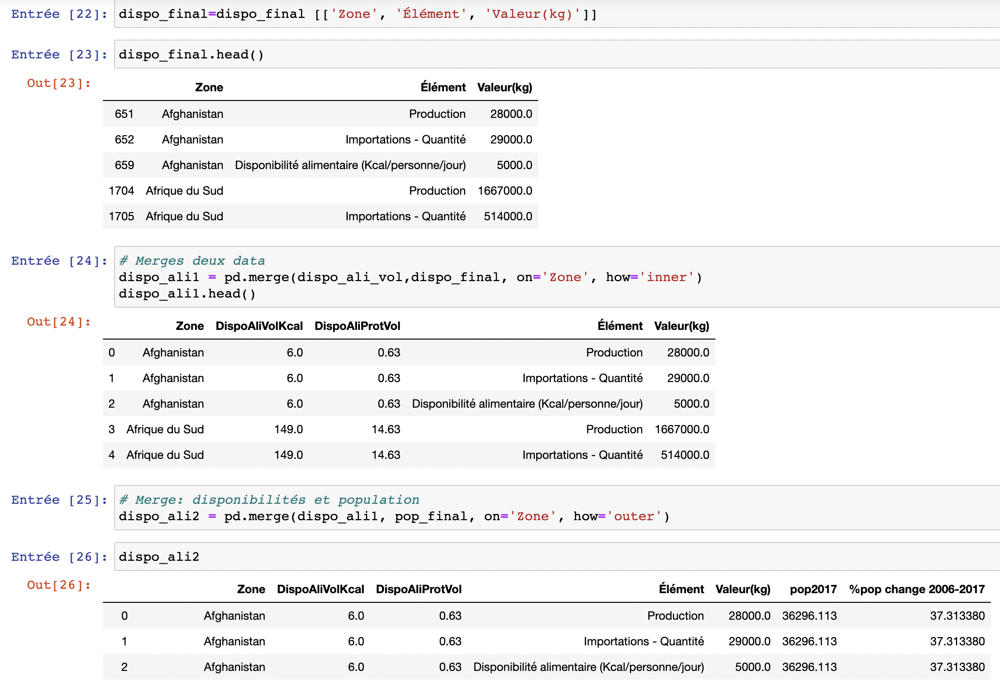 Entrée [22]: dispo_final=dispo_final [['Zone', 'Élément', 'Valeur(kg)']]
Entrée [23]: dispo_final.head()
Out[23]:
Zone Élément Valeur(kg)
651 Afghanistan Production 28000.0
652 Afghanistan Importations - Quantité 29000.0
659 Afghanistan Disponibilité alimentaire (Kcal/personne/jour) 5000.0
1704 Afrique du Sud Production 1667000.0
1705 Afrique du Sud Importations - Quantité 514000.0
Entrée [24]: # Merges deux data
dispo_ali1 = pd.merge(dispo_ali_vol,dispo_final, on='Zone', how='inner')
dispo_ali1.head()
Out[24]:
Zone DispoAliVolKcal DispoAliProtVol Élément Valeur(kg)
0 Afghanistan 6.0 0.63 Production 28000.0
1 Afghanistan 6.0 0.63 Importations - Quantité 29000.0
2 Afghanistan 6.0 0.63 Disponibilité alimentaire (Kcal/personne/jour) 5000.0
3 Afrique du Sud 149.0 14.63 Production 1667000.0
4 Afrique du Sud 149.0 14.63 Importations - Quantité 514000.0
Entrée [25]: # Merge: disponibilités et population
dispo_ali2 = pd.merge(dispo_ali1, pop_final, on='Zone', how='outer')
Entrée [26]: dispo_ali2
Out[26]:
Zone DispoAliVolKcal DispoAliProtVol Élément Valeur(kg) pop2017 %pop change 2006-2017
0 Afghanistan 6.0 0.63 Production 28000.0 36296.113 37.313380
1 Afghanistan 6.0 0.63 Importations - Quantité 29000.0 36296.113 37.313380
2 Afghanistan 6.0 0.63 Disponibilité alimentaire (Kcal/personne/jour) 5000.0 36296.113 37.313380